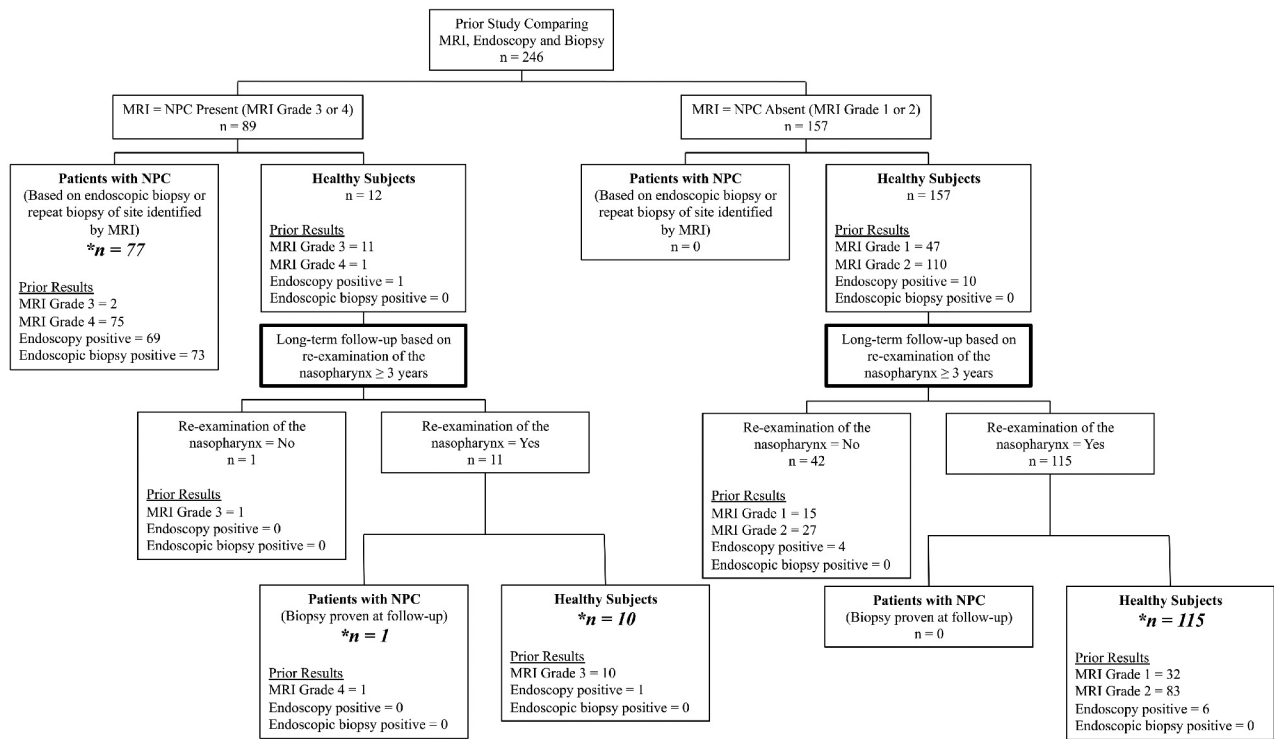 Prior Study Comparing
MRI, Endoscopy and Biopsy
n = 246
MRI = NPC Present (MRI Grade 3 or 4)
n = 89
MRI = NPC Absent (MRI Grade 1 or 2)
n = 157
Patients with NPC
(Based on endoscopic biopsy or
repeat biopsy of site identified
by MRI)
*n = 77
Prior Results
MRI Grade 3 = 2
MRI Grade 4 = 75
Endoscopy positive = 69
Endoscopic biopsy positive = 73
Healthy Subjects
n = 12
Prior Results
MRI Grade 3 = 11
MRI Grade 4 = 1
Endoscopy positive = 1
Endoscopic biopsy positive = 0
Patients with NPC
(Based on endoscopic biopsy or
repeat biopsy of site identified
by MRI)
n = 0
Healthy Subjects
n = 157
Prior Results
MRI Grade 1 = 47
MRI Grade 2 = 110
Endoscopy positive = 10
Endoscopic biopsy positive = 0
Long-term follow-up based on
re-examination of the
nasopharynx ≥ 3 years
Long-term follow-up based on
re-examination of the
nasopharynx ≥ 3 years
Re-examination of the
nasopharynx = No
n = 1
Prior Results
MRI Grade 3 = 1
Endoscopy positive = 0
Endoscopic biopsy positive = 0
Re-examination of the
nasopharynx = Yes
n = 11
Re-examination of the
nasopharynx = No
n = 42
Prior Results
MRI Grade 1 = 15
MRI Grade 2 = 27
Endoscopy positive = 4
Endoscopic biopsy positive = 0
Re-examination of the
nasopharynx = Yes
n = 115
Patients with NPC
(Biopsy proven at follow-up)
*n = 1
Prior Results
MRI Grade 4 = 1
Endoscopy positive = 0
Endoscopic biopsy positive = 0
Healthy Subjects
*n = 10
Prior Results
MRI Grade 3 = 10
Endoscopy positive = 1
Endoscopic biopsy positive = 0
Patients with NPC
(Biopsy proven at follow-up)
n = 0
Healthy Subjects
*n = 115
Prior Results
MRI Grade 1 = 32
MRI Grade 2 = 83
Endoscopy positive = 6
Endoscopic biopsy positive = 0